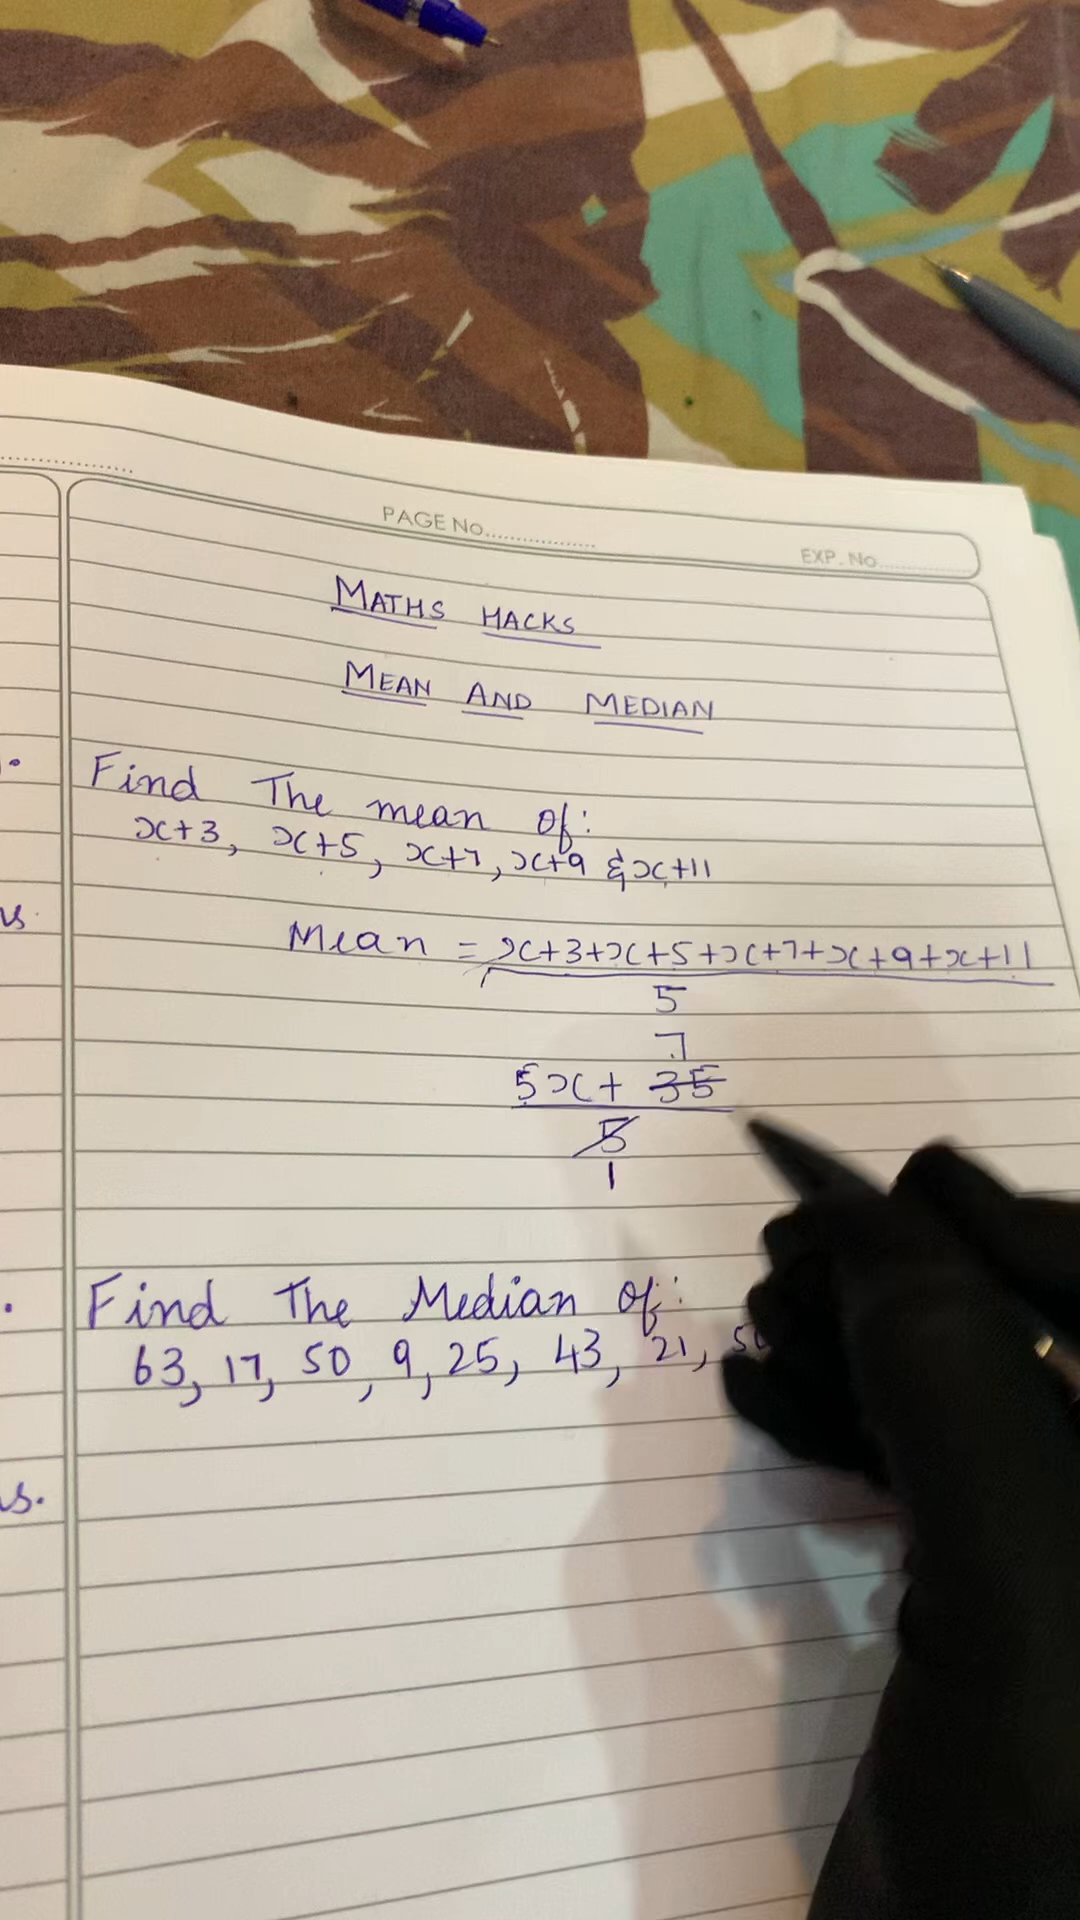 PAGE No.................
EXP. No.............
MATHS HACKS
MEAN AND MEDIAN
Find The mean of:
x+3, x+5, x+7, x+9 & x+11
Mean = x+3+x+5+x+7+x+9+x+11
5
7
5x+ 35
5
1
Find The Median of:
63, 17, 50, 9, 25, 43, 21,